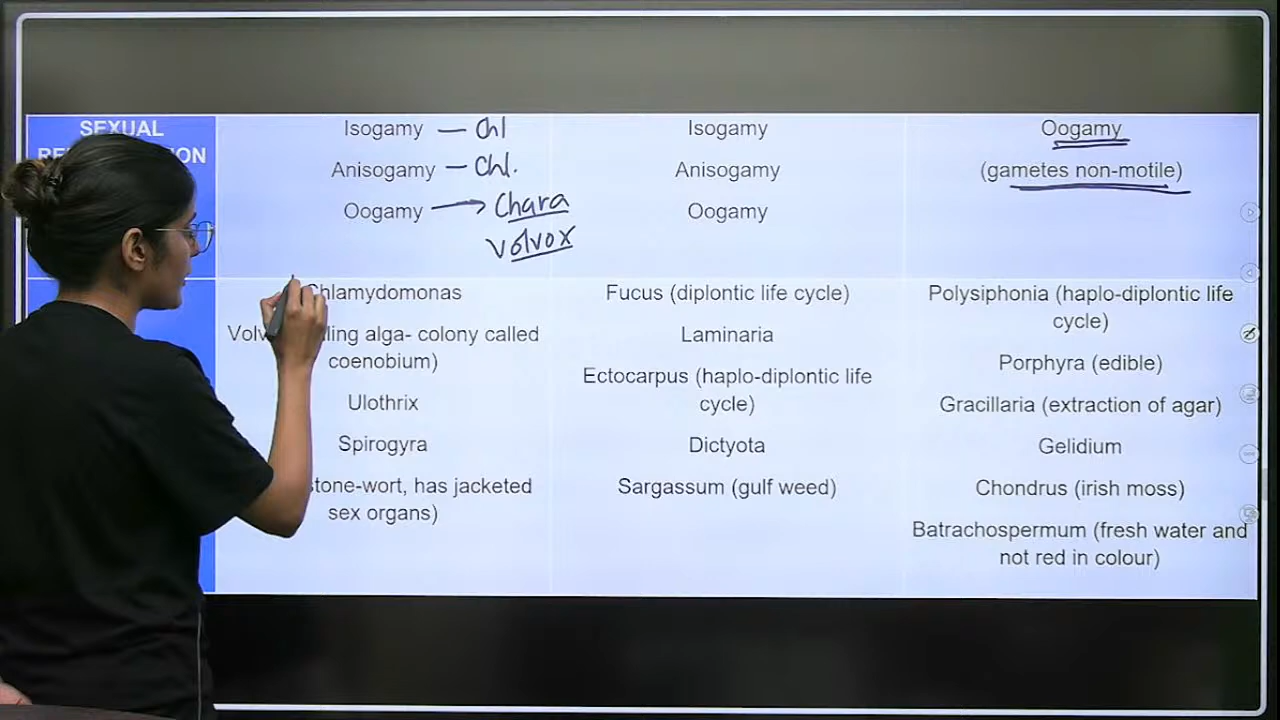 SEXUAL
Isogamy — Chl
Anisogamy — Chl.
Oogamy → Chara
Volvox
Isogamy
Anisogamy
Oogamy
Oogamy
(gametes non-motile)
Chlamydomonas
alga- colony called
coenobium)
Ulothrix
Spirogyra
stone-wort, has jacketed
sex organs)
Fucus (diplontic life cycle)
Laminaria
Ectocarpus (haplo-diplontic life
cycle)
Dictyota
Sargassum (gulf weed)
Polysiphonia (haplo-diplontic life
cycle)
Porphyra (edible)
Gracillaria (extraction of agar)
Gelidium
Chondrus (irish moss)
Batrachospermum (fresh water and
not red in colour)